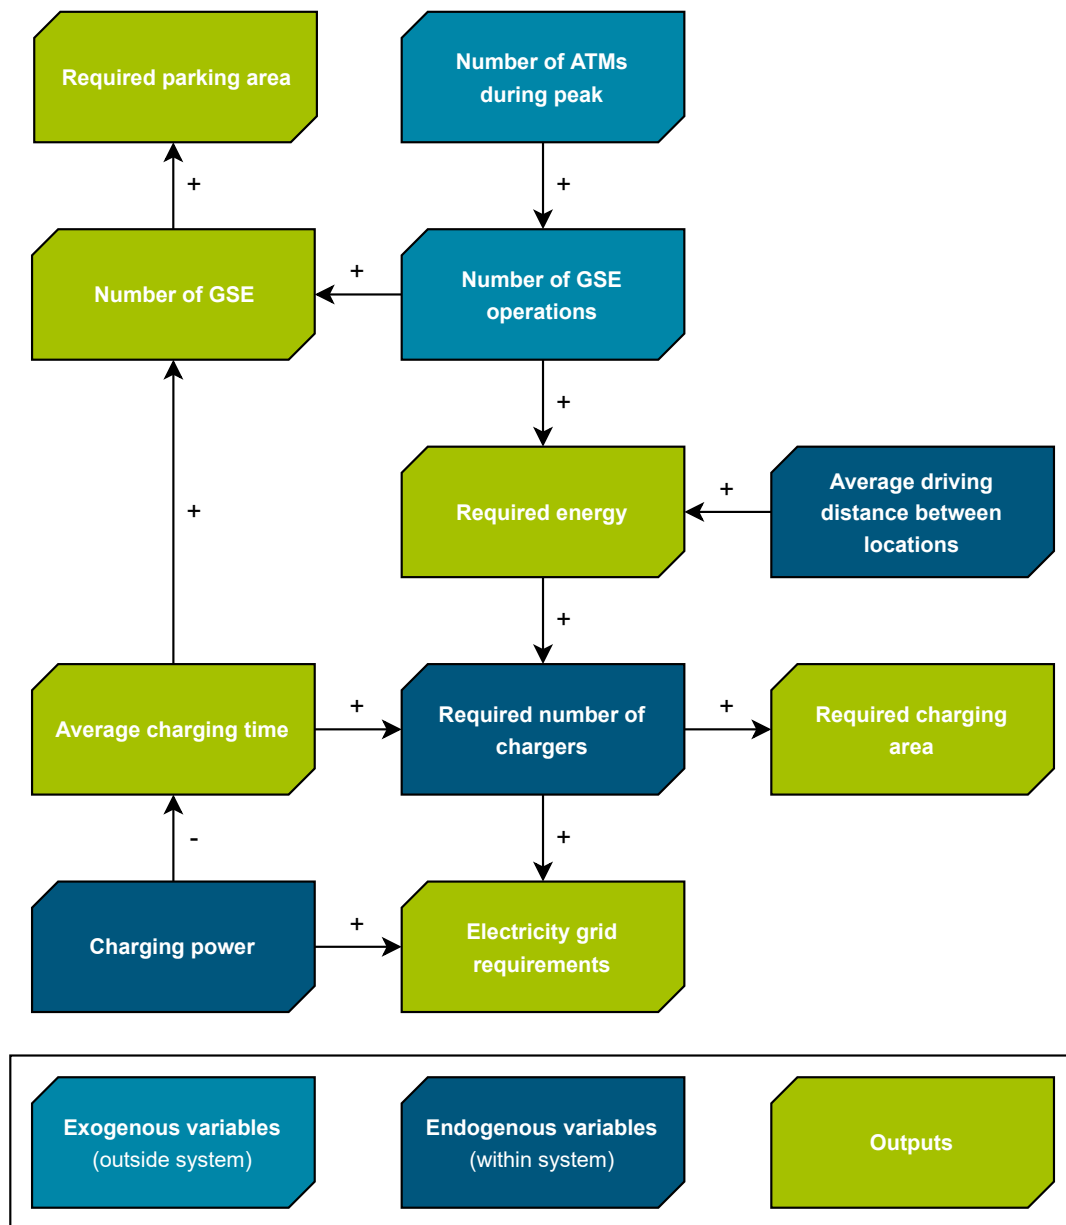 Required parking area
Number of ATMs
during peak
+
+
Number of GSE
+
Number of GSE
operations
+
+
Required energy
+
Average driving
distance between
locations
+
Average charging time
+
Required number of
chargers
+
Required charging
area
-
+
Charging power
+
Electricity grid
requirements
Exogenous variables
(outside system)
Endogenous variables
(within system)
Outputs